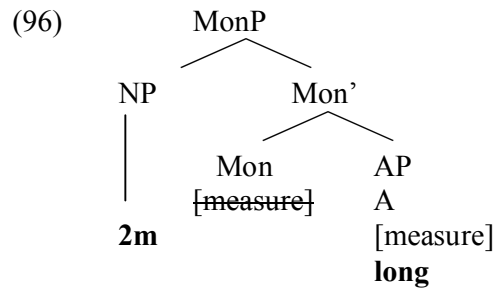 (96) MonP
NP Mon’
Mon AP
[measure] A
2m [measure]
long